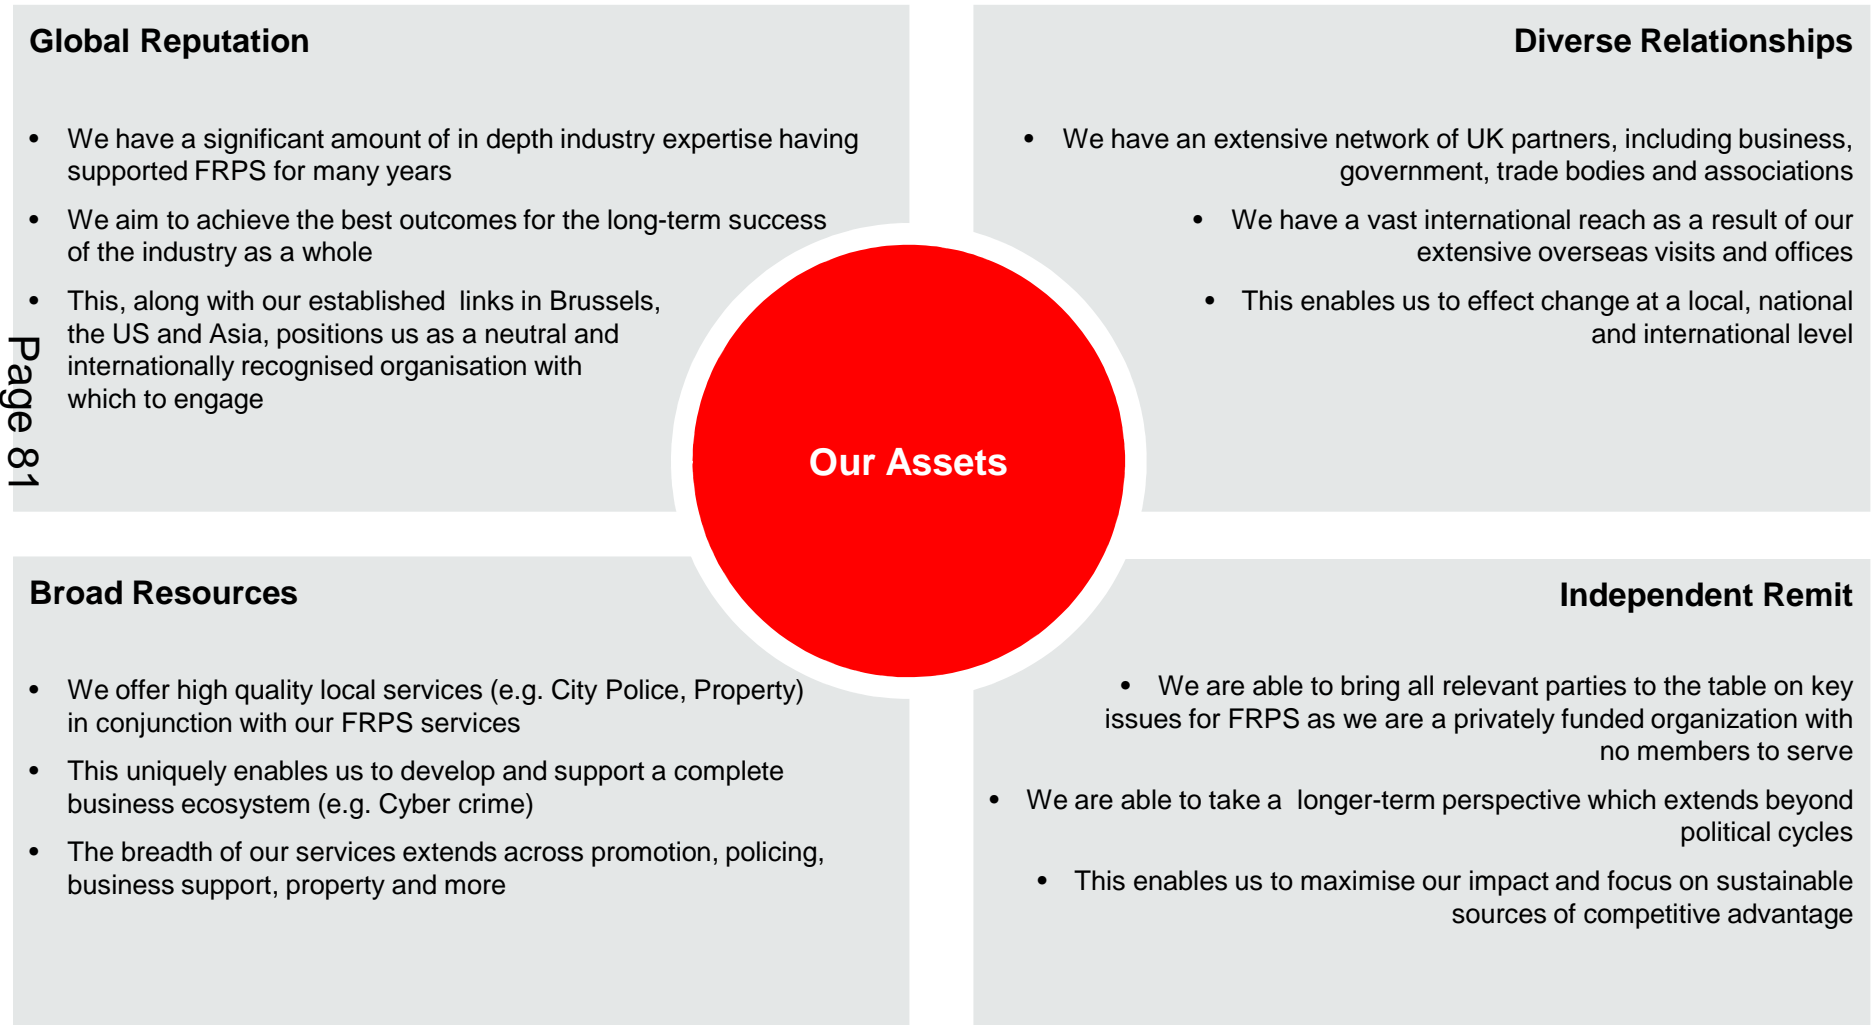 Global Reputation
• We have a significant amount of in depth industry expertise having
supported FRPS for many years
• We aim to achieve the best outcomes for the long-term success
of the industry as a whole
• This, along with our established links in Brussels,
the US and Asia, positions us as a neutral and
internationally recognised organisation with
which to engage
Diverse Relationships
• We have an extensive network of UK partners, including business,
government, trade bodies and associations
• We have a vast international reach as a result of our
extensive overseas visits and offices
• This enables us to effect change at a local, national
and international level
Page 81
Our Assets
Broad Resources
• We offer high quality local services (e.g. City Police, Property)
in conjunction with our FRPS services
• This uniquely enables us to develop and support a complete
business ecosystem (e.g. Cyber crime)
• The breadth of our services extends across promotion, policing,
business support, property and more
Independent Remit
• We are able to bring all relevant parties to the table on key
issues for FRPS as we are a privately funded organization with
no members to serve
• We are able to take a longer-term perspective which extends beyond
political cycles
• This enables us to maximise our impact and focus on sustainable
sources of competitive advantage